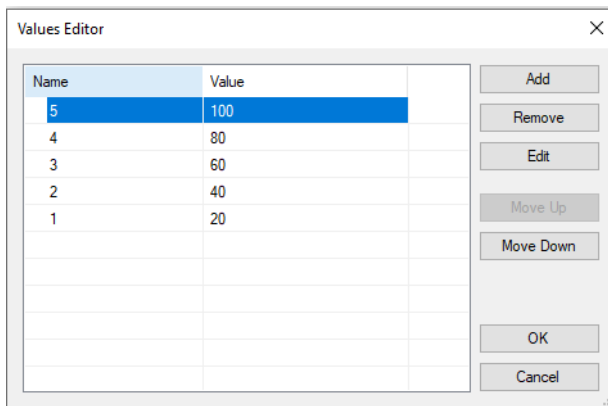 Values Editor
Name Value
5 100
4 80
3 60
2 40
1 20
Add
Remove
Edit
Move Up
Move Down
OK
Cancel